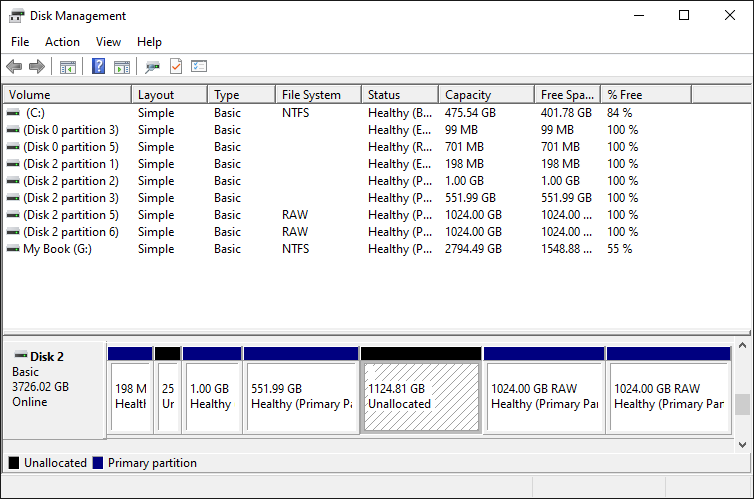 Disk Management
File Action View Help
Volume Layout Type File System Status Capacity Free Spa... % Free
(C:) Simple Basic NTFS Healthy (B... 475.54 GB 401.78 GB 84 %
(Disk 0 partition 3) Simple Basic Healthy (E... 99 MB 99 MB 100 %
(Disk 0 partition 5) Simple Basic Healthy (R... 701 MB 701 MB 100 %
(Disk 2 partition 1) Simple Basic Healthy (E... 198 MB 198 MB 100 %
(Disk 2 partition 2) Simple Basic Healthy (P... 1.00 GB 1.00 GB 100 %
(Disk 2 partition 3) Simple Basic Healthy (P... 551.99 GB 551.99 GB 100 %
(Disk 2 partition 5) Simple Basic RAW Healthy (P... 1024.00 GB 1024.00 ... 100 %
(Disk 2 partition 6) Simple Basic RAW Healthy (P... 1024.00 GB 1024.00 ... 100 %
My Book (G:) Simple Basic NTFS Healthy (P... 2794.49 GB 1548.88 ... 55 %
Disk 2
Basic
3726.02 GB
Online
198 M
Healtl
25
Ur
1.00 GB
Healthy
551.99 GB
Healthy (Primary Pa
1124.81 GB
Unallocated
1024.00 GB RAW
Healthy (Primary Part
1024.00 GB RAW
Healthy (Primary Part
Unallocated Primary partition